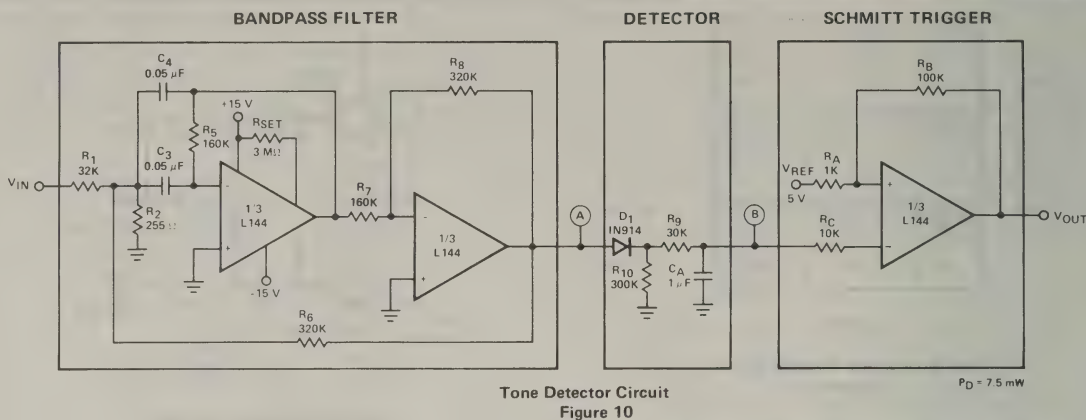 BANDPASS FILTER
DETECTOR
SCHMITT TRIGGER
C4
0.05 µF
+15 V
RSET
3 MΩ
R5
160K
R1
32K
VIN
C3
0.05 µF
R2
255 Ω
-
+
1/3
L144
-15 V
R7
160K
R8
320K
-
+
1/3
L144
R6
320K
A
D1
IN914
R9
30K
R10
300K
CA
1 µF
B
RB
100K
VREF
5 V
RA
1K
RC
10K
+
-
1/3
L144
VOUT
PD = 7.5 mW
Tone Detector Circuit
Figure 10